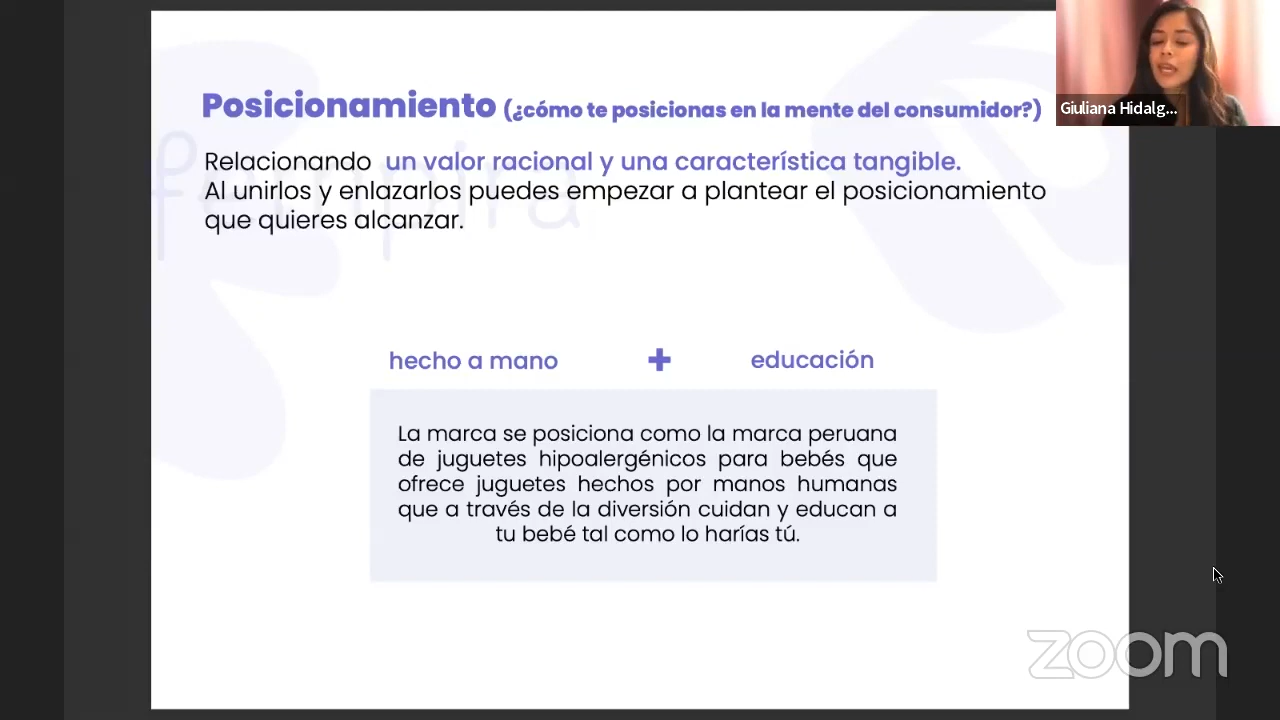 Posicionamiento (¿cómo te posicionas en la mente del consumidor?)
Giuliana Hidalg...
Relacionando un valor racional y una característica tangible.
Al unirlos y enlazarlos puedes empezar a plantear el posicionamiento
que quieres alcanzar.
hecho a mano + educación
La marca se posiciona como la marca peruana
de juguetes hipoalergénicos para bebés que
ofrece juguetes hechos por manos humanas
que a través de la diversión cuidan y educan a
tu bebé tal como lo harías tú.
zoom